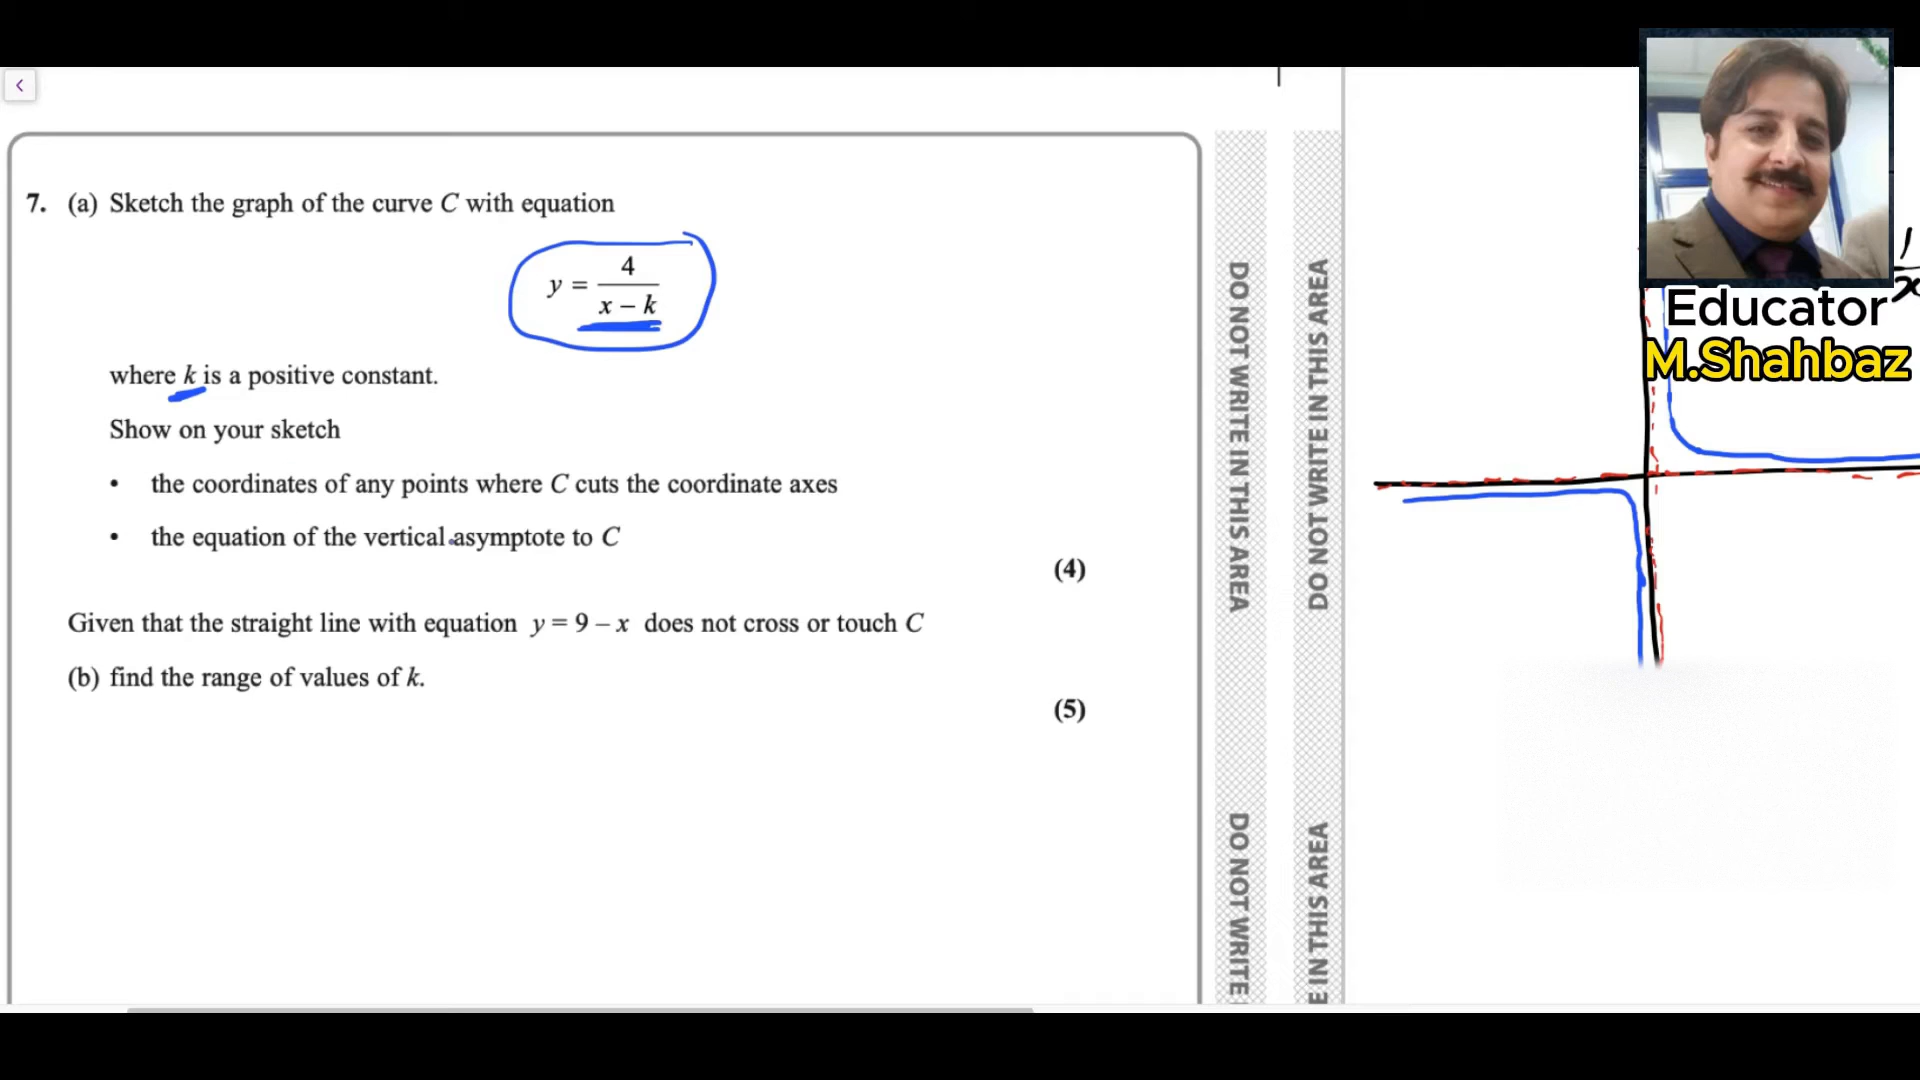 7. (a) Sketch the graph of the curve C with equation
y = 4 / (x – k)
where k is a positive constant.
Show on your sketch
• the coordinates of any points where C cuts the coordinate axes
• the equation of the vertical asymptote to C
(4)
Given that the straight line with equation y = 9 – x does not cross or touch C
(b) find the range of values of k.
(5)
DO NOT WRITE IN THIS AREA
DO NOT WRITE IN THIS AREA
DO NOT WRITE
E IN THIS AREA
1
x
Educator
M.Shahbaz